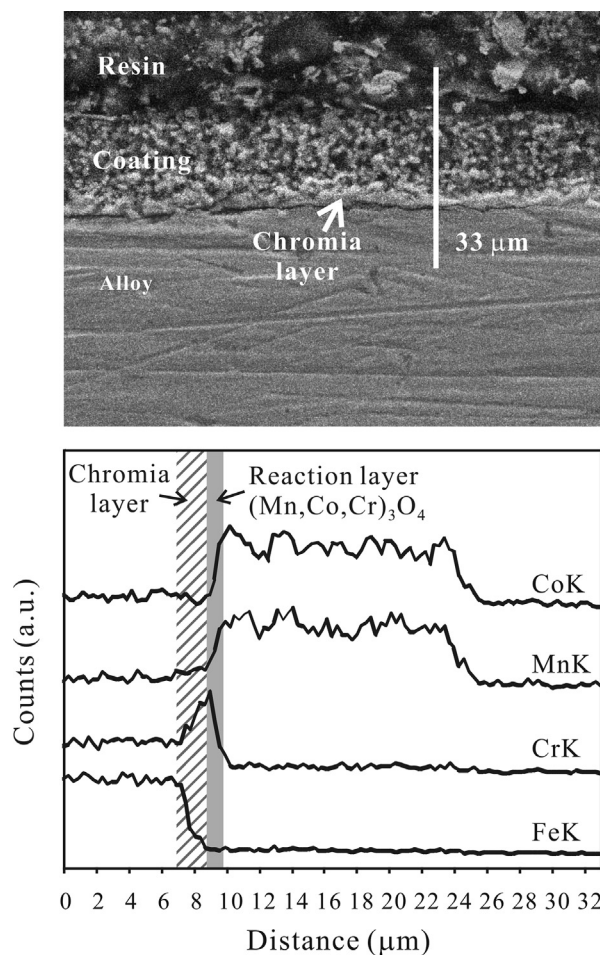 Resin
Coating
Chromia
layer
33 μm
Alloy
Chromia
layer
Reaction layer
(Mn,Co,Cr)₃O₄
CoK
MnK
CrK
FeK
Counts (a.u.)
0 2 4 6 8 10 12 14 16 18 20 22 24 26 28 30 32
Distance (μm)